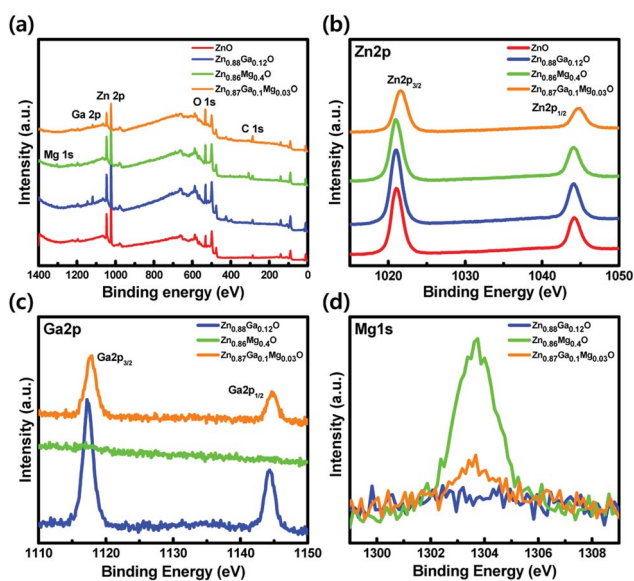 (a)
ZnO
Zn0.88Ga0.12O
Zn0.86Mg0.4O
Zn0.87Ga0.1Mg0.03O
Zn 2p
Ga 2p
O 1s
C 1s
Mg 1s
Intensity (a.u.)
1400 1200 1000 800 600 400 200 0
Binding energy (eV)
(b)
Zn2p
ZnO
Zn0.88Ga0.12O
Zn0.86Mg0.4O
Zn0.87Ga0.1Mg0.03O
Zn2p3/2
Zn2p1/2
Intensity (a.u.)
1020 1030 1040 1050
Binding energy (eV)
(c)
Ga2p
Zn0.88Ga0.12O
Zn0.86Mg0.4O
Zn0.87Ga0.1Mg0.03O
Ga2p3/2
Ga2p1/2
Intensity (a.u.)
1110 1120 1130 1140 1150
Binding Energy (eV)
(d)
Mg1s
Zn0.88Ga0.12O
Zn0.86Mg0.4O
Zn0.87Ga0.1Mg0.03O
Intensity (a.u.)
1300 1302 1304 1306 1308
Binding Energy (eV)